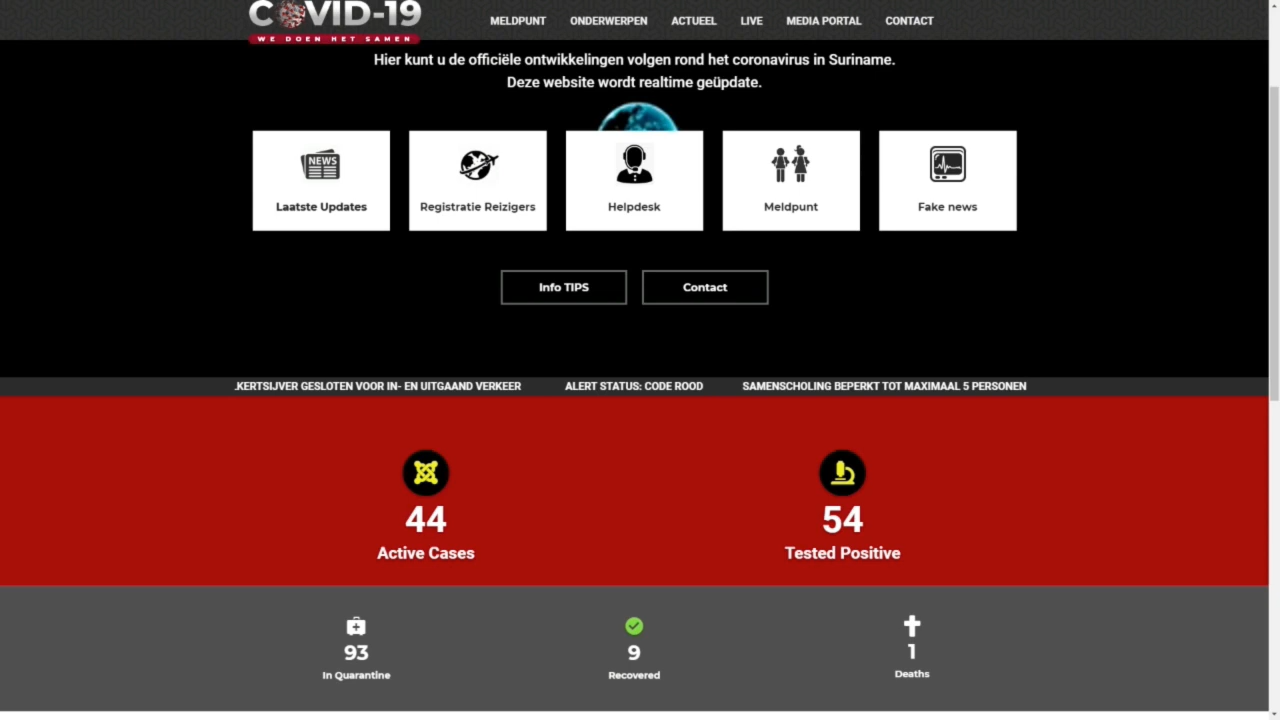 COVID-19
WE DOEN HET SAMEN
MELDPUNT ONDERWERPEN ACTUEEL LIVE MEDIA PORTAL CONTACT
Hier kunt u de officiële ontwikkelingen volgen rond het coronavirus in Suriname.
Deze website wordt realtime geüpdate.
NEWS
Laatste Updates Registratie Reizigers Helpdesk Meldpunt Fake news
Info TIPS Contact
.KERTSIJVER GESLOTEN VOOR IN- EN UITGAAND VERKEER ALERT STATUS: CODE ROOD SAMENSCHOLING BEPERKT TOT MAXIMAAL 5 PERSONEN
44 54
Active Cases Tested Positive
93 9 1
In Quarantine Recovered Deaths